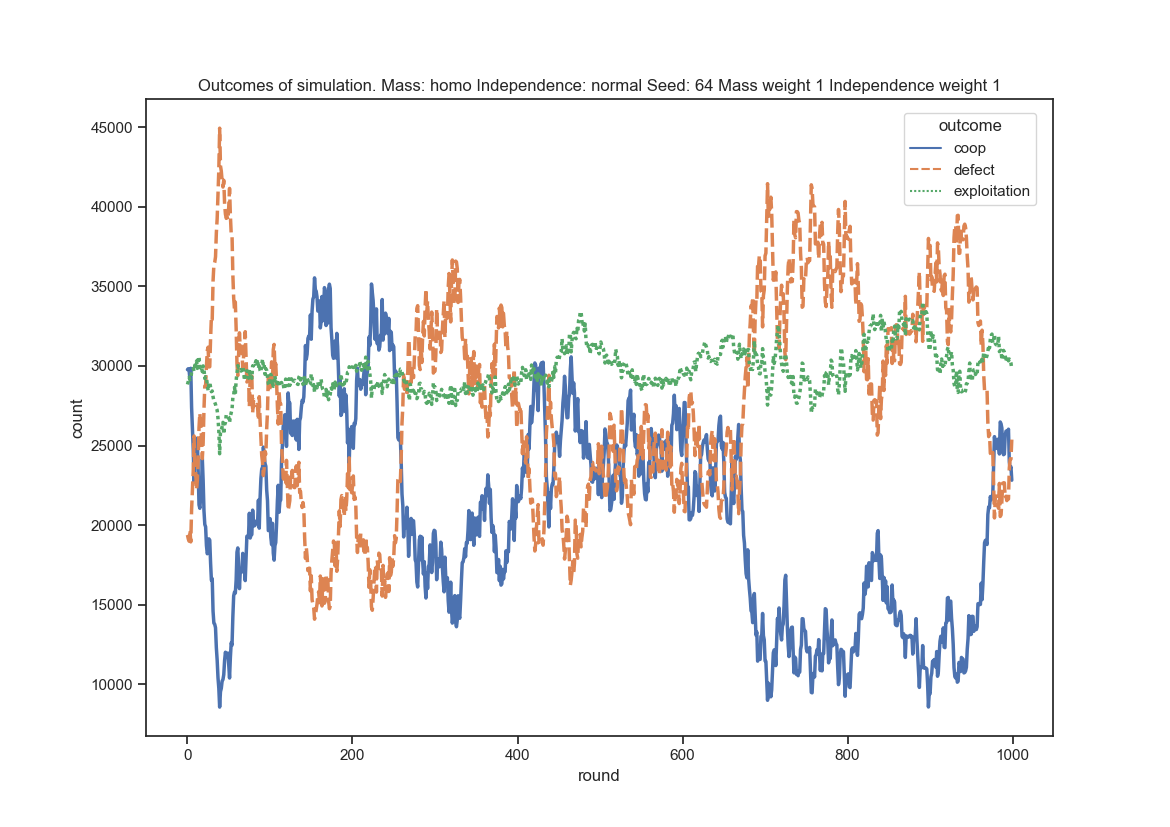 Outcomes of simulation. Mass: homo Independence: normal Seed: 64 Mass weight 1 Independence weight 1
45000
40000
35000
30000
25000
20000
15000
10000
count
outcome
coop
defect
exploitation
0
200
400
600
800
1000
round